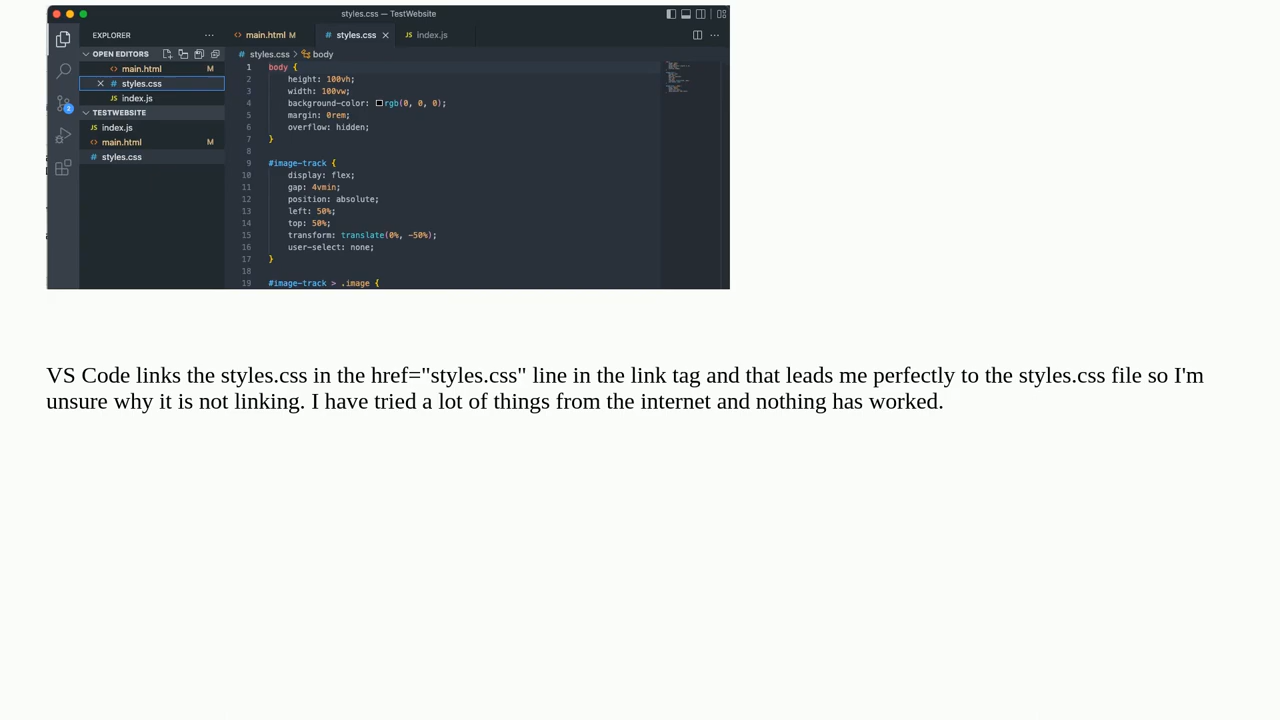 styles.css — TestWebsite
EXPLORER ... main.html M styles.css × index.js ...
OPEN EDITORS # styles.css > body
main.html M
× # styles.css
JS index.js
TESTWEBSITE
JS index.js
main.html M
# styles.css
2
1 body {
2 height: 100vh;
3 width: 100vw;
4 background-color: rgb(0, 0, 0);
5 margin: 0rem;
6 overflow: hidden;
7 }
8
9 #image-track {
10 display: flex;
11 gap: 4vmin;
12 position: absolute;
13 left: 50%;
14 top: 50%;
15 transform: translate(0%, -50%);
16 user-select: none;
17 }
18
19 #image-track > .image {
VS Code links the styles.css in the href="styles.css" line in the link tag and that leads me perfectly to the styles.css file so I'm
unsure why it is not linking. I have tried a lot of things from the internet and nothing has worked.